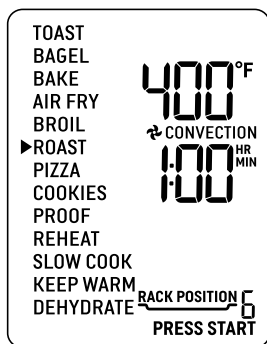 TOAST
BAGEL
BAKE
AIR FRY
BROIL
ROAST
PIZZA
COOKIES
PROOF
REHEAT
SLOW COOK
KEEP WARM
DEHYDRATE
400°F
CONVECTION
1:00 HR MIN
RACK POSITION 6
PRESS START